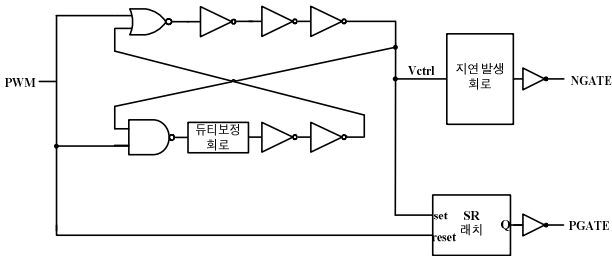 PWM
듀티보정
회로
Vctrl
지연 발생
회로
NGATE
set
SR
래치
reset
Q
PGATE